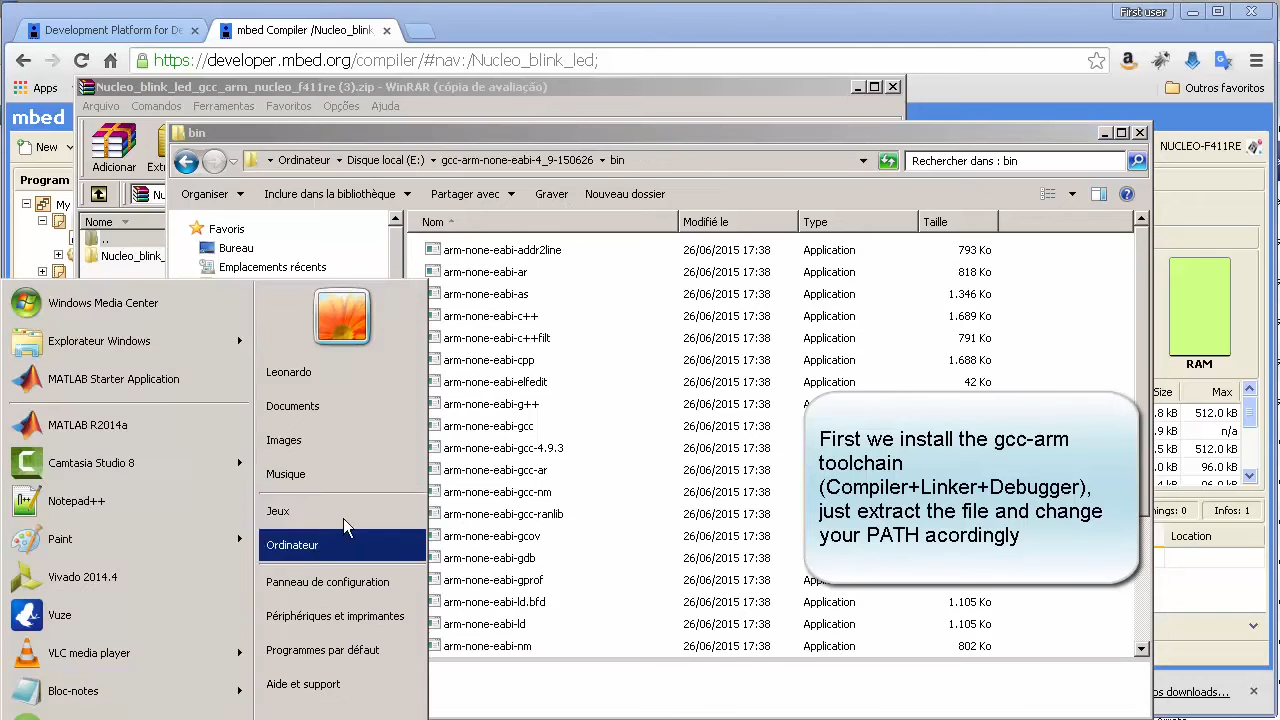 First user
Development Platform for De
mbed Compiler /Nucleo_blink
https://developer.mbed.org/compiler/#nav:/Nucleo_blink_led;
Apps
Outros favoritos
Nucleo_blink_led_gcc_arm_nucleo_f411re (3).zip - WinRAR (cópia de avaliação)
Arquivo Comandos Ferramentas Favoritos Opções Ajuda
mbed
New
Adicionar
NUCLEO-F411RE
Program
My
Nome
..
Nucleo_blink_
bin
Ordinateur Disque local (E:) gcc-arm-none-eabi-4_9-150626 bin
Rechercher dans : bin
Organiser Inclure dans la bibliothèque Partager avec Graver Nouveau dossier
Favoris
Bureau
Emplacements récents
Nom Modifié le Type Taille
arm-none-eabi-addr2line 26/06/2015 17:38 Application 793 Ko
arm-none-eabi-ar 26/06/2015 17:38 Application 818 Ko
arm-none-eabi-as 26/06/2015 17:38 Application 1.346 Ko
arm-none-eabi-c++ 26/06/2015 17:38 Application 1.689 Ko
arm-none-eabi-c++filt 26/06/2015 17:38 Application 791 Ko
arm-none-eabi-cpp 26/06/2015 17:38 Application 1.688 Ko
arm-none-eabi-elfedit 26/06/2015 17:38 Application 42 Ko
arm-none-eabi-g++ 26/06/2015 17:38
arm-none-eabi-gcc 26/06/2015 17:38
arm-none-eabi-gcc-4.9.3 26/06/2015 17:38
arm-none-eabi-gcc-ar 26/06/2015 17:38
arm-none-eabi-gcc-nm 26/06/2015 17:38
arm-none-eabi-gcc-ranlib 26/06/2015 17:38
arm-none-eabi-gcov 26/06/2015 17:38
arm-none-eabi-gdb 26/06/2015 17:38
arm-none-eabi-gprof 26/06/2015 17:38
arm-none-eabi-ld.bfd 26/06/2015 17:38 Application 1.105 Ko
arm-none-eabi-ld 26/06/2015 17:38 Application 1.105 Ko
arm-none-eabi-nm 26/06/2015 17:38 Application 802 Ko
First we install the gcc-arm
toolchain
(Compiler+Linker+Debugger),
just extract the file and change
your PATH acordingly
Windows Media Center
Explorateur Windows
MATLAB Starter Application
MATLAB R2014a
Camtasia Studio 8
Notepad++
Paint
Vivado 2014.4
Vuze
VLC media player
Bloc-notes
Leonardo
Documents
Images
Musique
Jeux
Ordinateur
Panneau de configuration
Périphériques et imprimantes
Programmes par défaut
Aide et support
RAM
Size Max
.8 kB 512.0 kB
.9 kB n/a
.5 kB 512.0 kB
.0 kB 96.0 kB
Infos: 1
Location
os downloads...